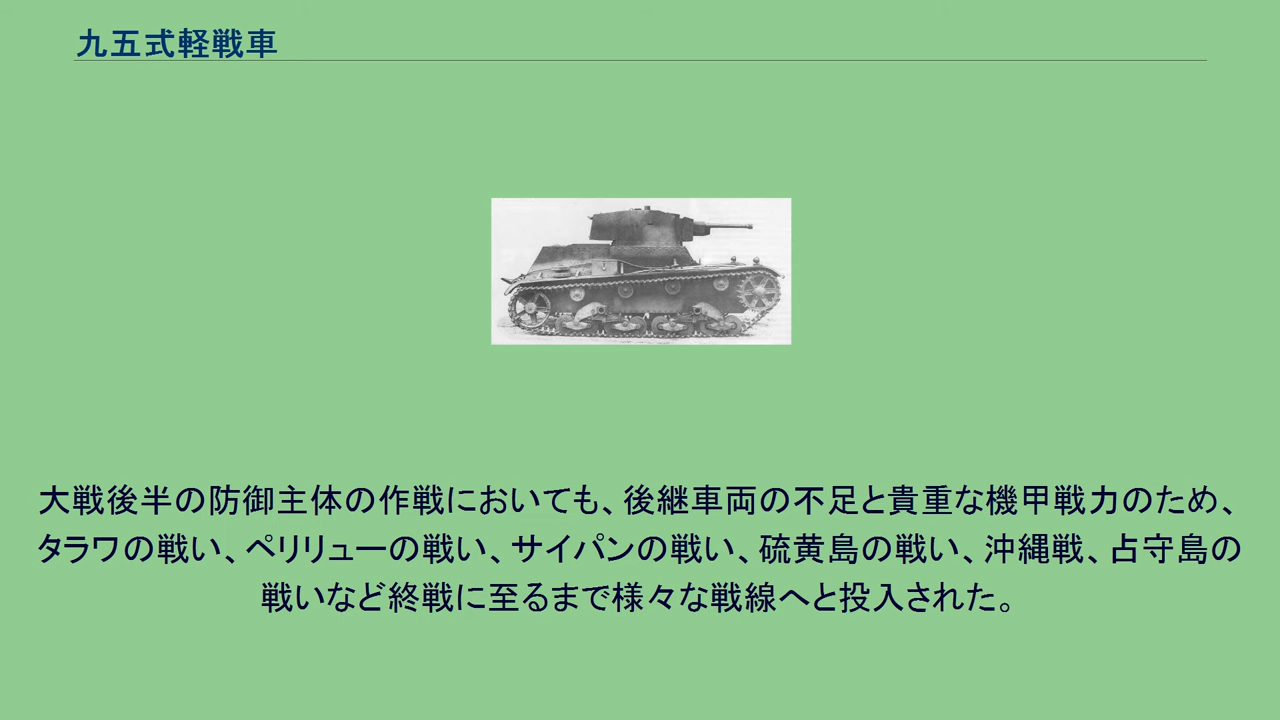 九五式軽戦車
大戦後半の防御主体の作戦においても、後継車両の不足と貴重な機甲戦力のため、
タラワの戦い、ペリリューの戦い、サイパンの戦い、硫黄島の戦い、沖縄戦、占守島の
戦いなど終戦に至るまで様々な戦線へと投入された。